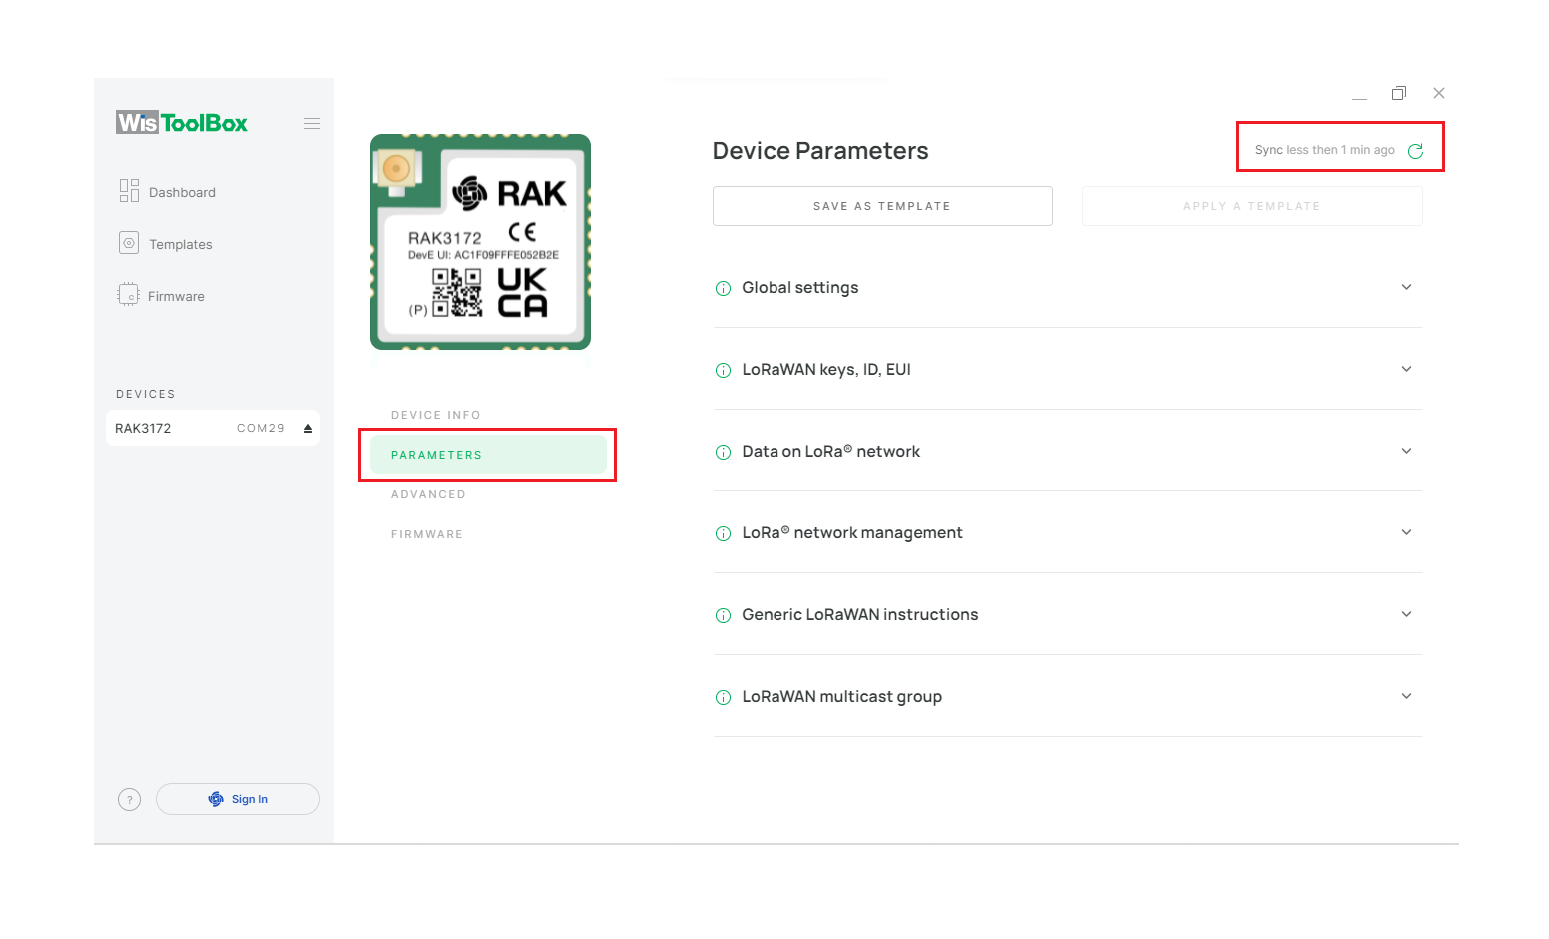 WisToolBox
Dashboard
Templates
Firmware
DEVICES
RAK3172 COM29
? Sign In
RAK
RAK3172 CE
DevE UI: AC1F09FFFE052B2E
UK
CA
(P)
DEVICE INFO
PARAMETERS
ADVANCED
FIRMWARE
Device Parameters
Sync less then 1 min ago
SAVE AS TEMPLATE
APPLY A TEMPLATE
Global settings
LoRaWAN keys, ID, EUI
Data on LoRa® network
LoRa® network management
Generic LoRaWAN instructions
LoRaWAN multicast group